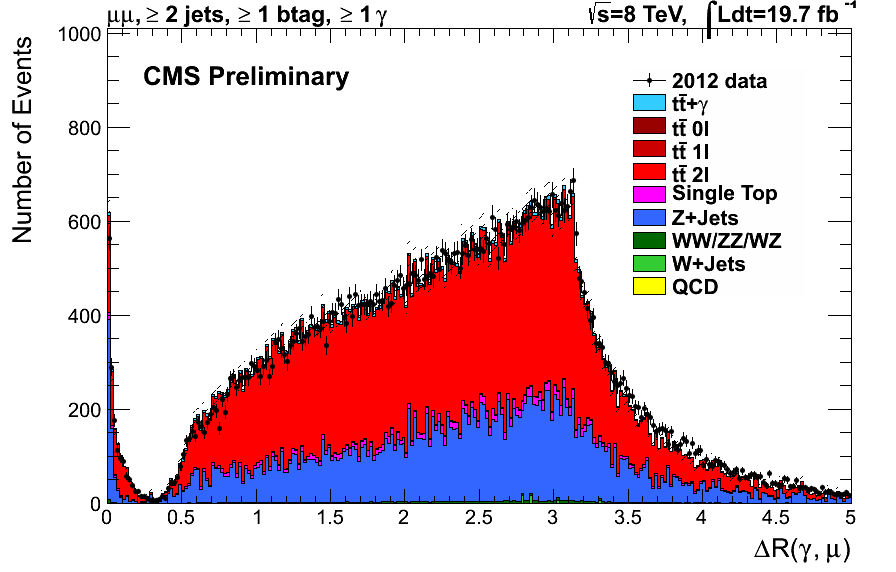 μμ, ≥ 2 jets, ≥ 1 btag, ≥ 1 γ
√s=8 TeV, ∫Ldt=19.7 fb⁻¹
CMS Preliminary
2012 data
tt̄+γ
tt̄ 0l
tt̄ 1l
tt̄ 2l
Single Top
Z+Jets
WW/ZZ/WZ
W+Jets
QCD
Number of Events
1000
800
600
400
200
0
0 0.5 1 1.5 2 2.5 3 3.5 4 4.5 5
ΔR(γ, μ)